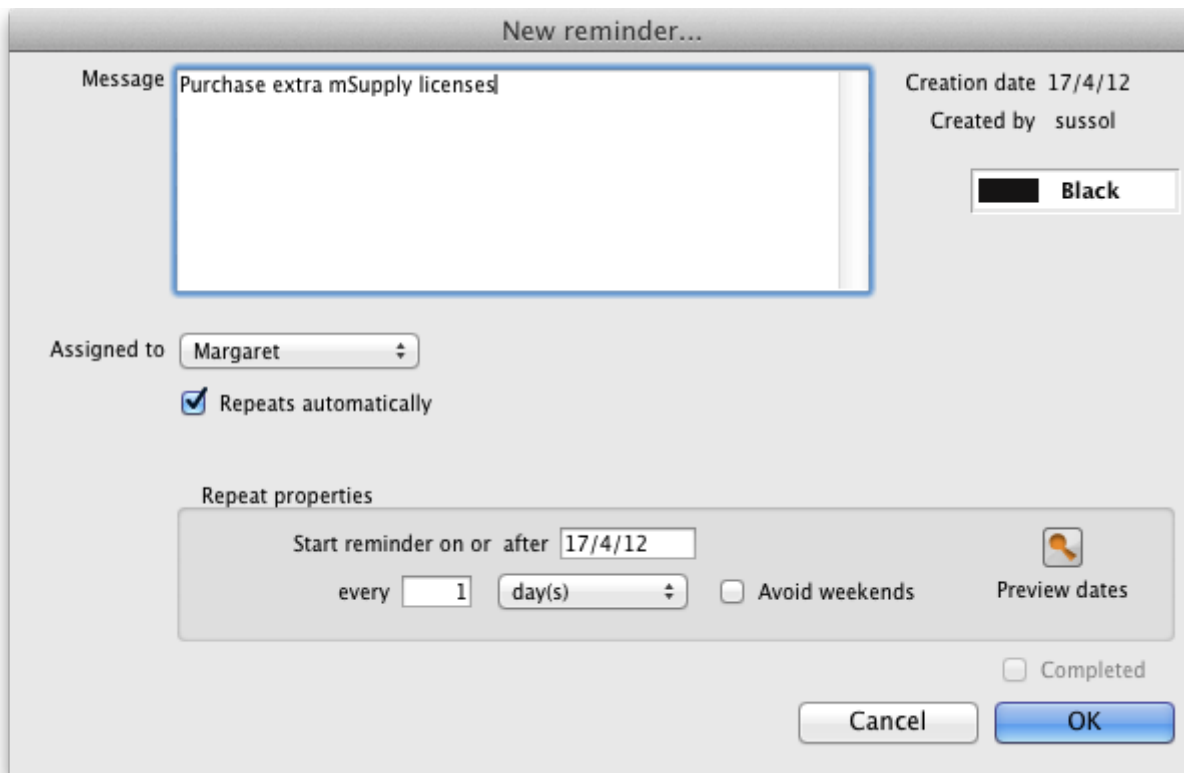 New reminder...
Message Purchase extra mSupply licenses
Creation date 17/4/12
Created by sussol
Black
Assigned to Margaret
Repeats automatically
Repeat properties
Start reminder on or after 17/4/12
every 1 day(s) Avoid weekends
Preview dates
Completed
Cancel OK